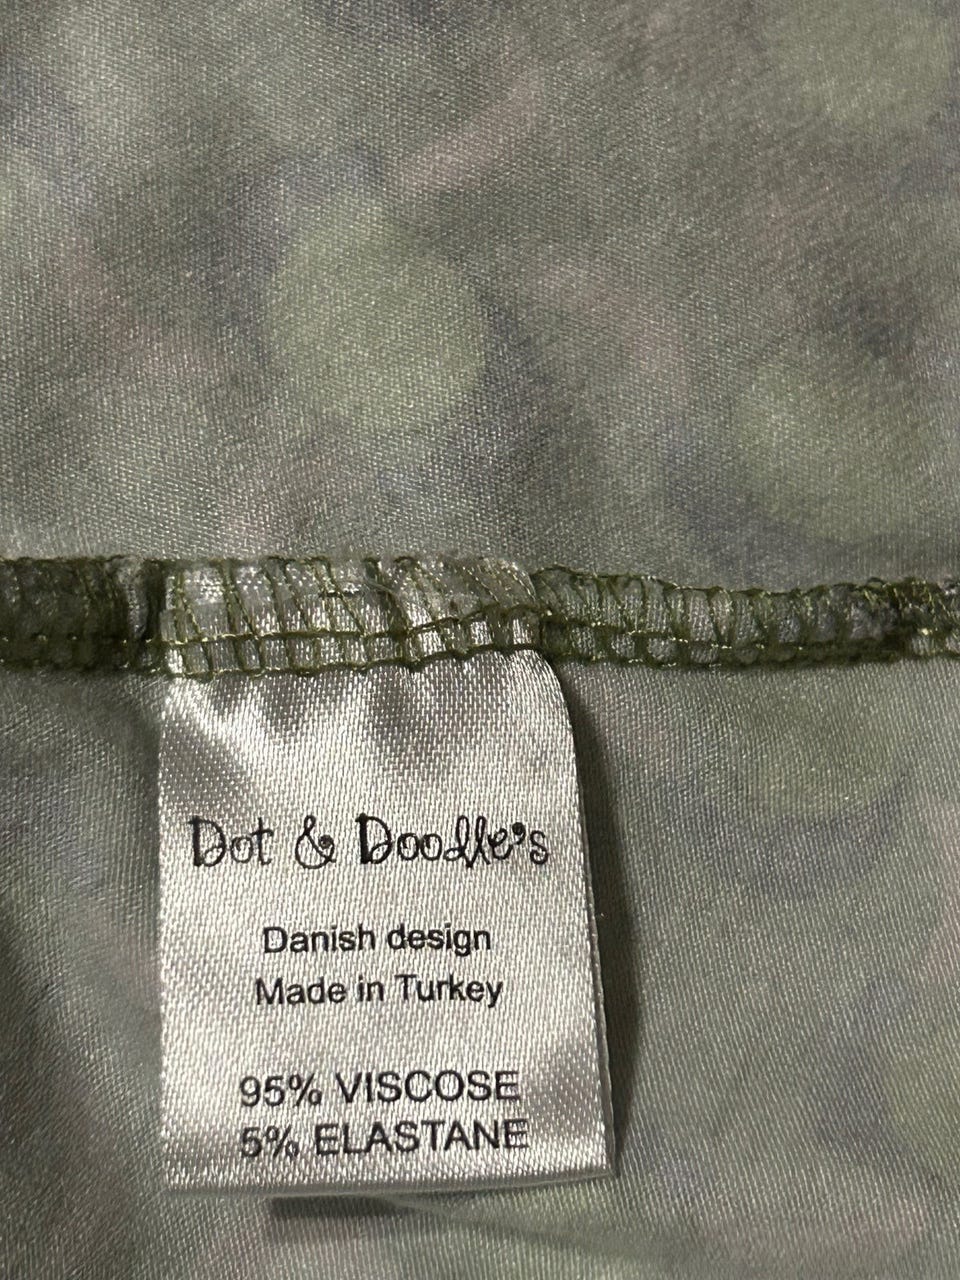 Dot & Doodle's
Danish design
Made in Turkey
95% VISCOSE
5% ELASTANE